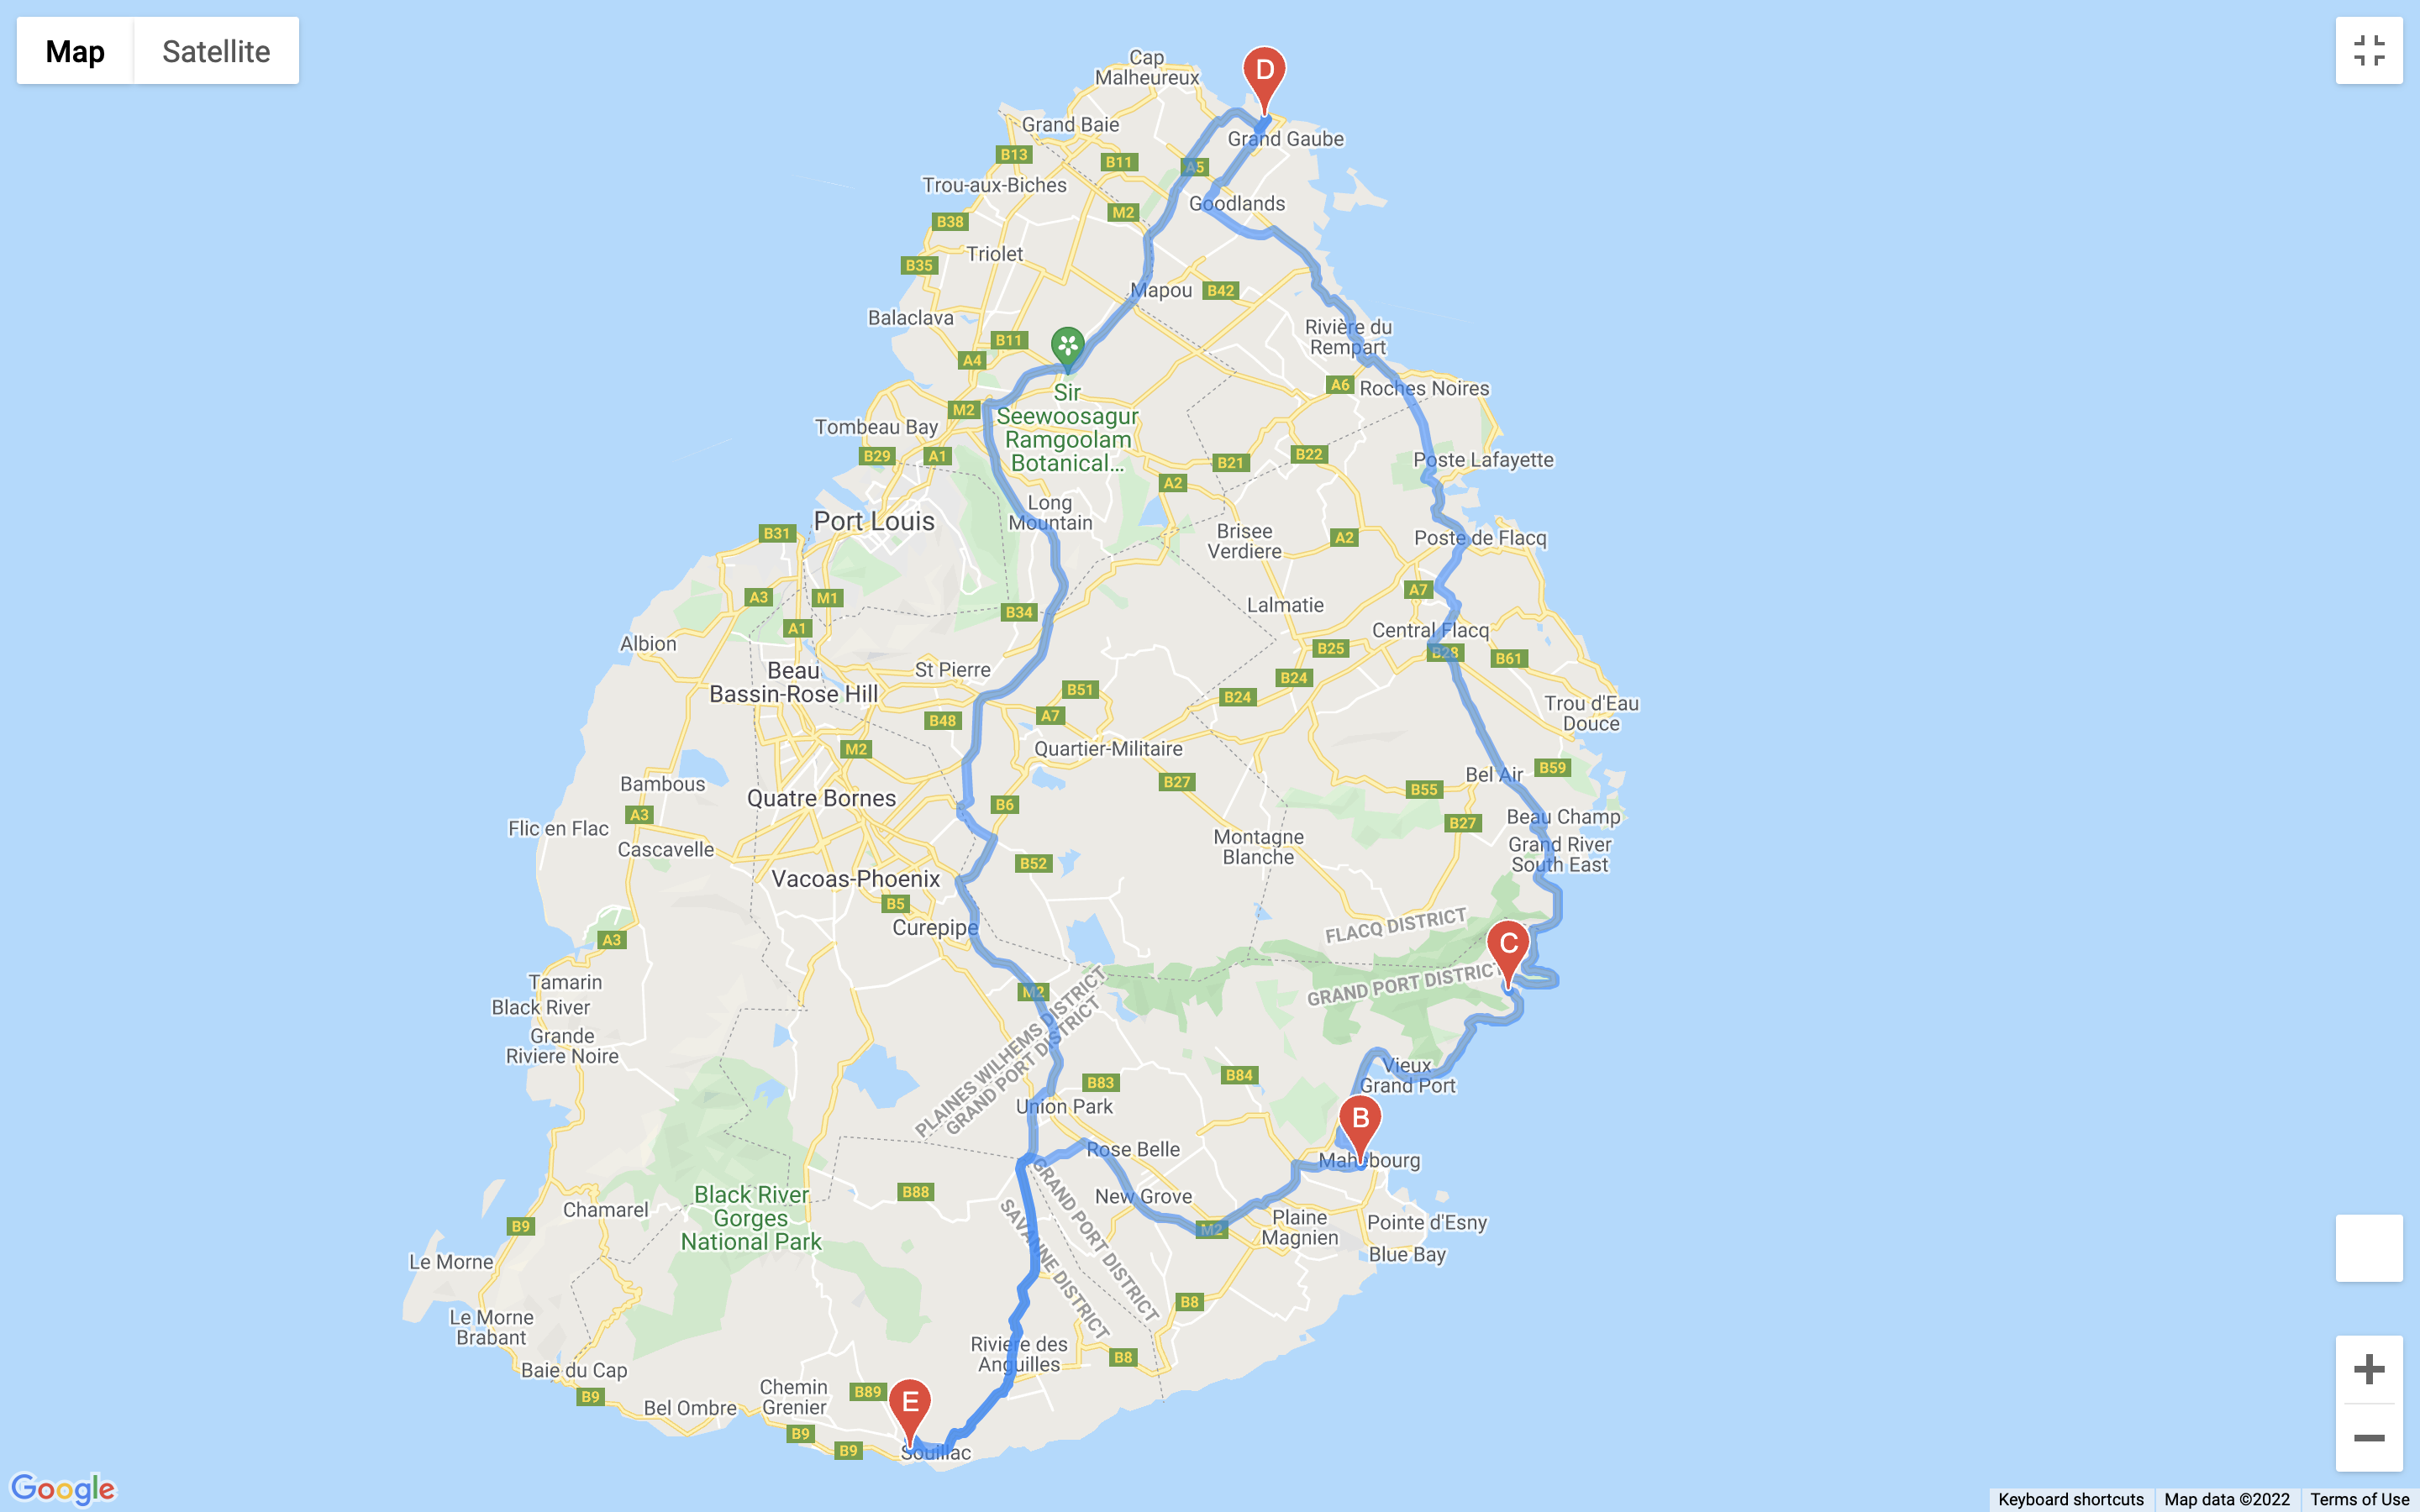 Map
Satellite
Cap
Malheureux
D
Grand Baie
Grand Gaube
B13
B11
A5
Trou-aux-Biches
Goodlands
B38
M2
Triolet
B35
Mapou
B42
Balaclava
Rivière du
Rempart
B11
A4
A6
Roches Noires
Sir
Seewoosagur
Ramgoolam
Botanical...
M2
Tombeau Bay
B29
A1
B21
B22
Poste Lafayette
A2
Long
Mountain
Port Louis
B31
Brisee
Verdiere
A2
Poste de Flacq
A3
M1
A7
B34
Lalmatie
A1
Central Flacq
Albion
B25
B28
B61
St Pierre
Beau
Bassin-Rose Hill
B24
B51
B24
Trou d'Eau
Douce
B48
A7
M2
Quartier-Militaire
Bambous
B27
Bel Air
B59
Quatre Bornes
B6
B55
A3
Beau Champ
Flic en Flac
B27
Cascavelle
Montagne
Blanche
Grand River
South East
B52
Vacoas-Phoenix
B5
Curepipe
FLACQ DISTRICT
A3
C
GRAND PORT DISTRICT
Tamarin
M2
Black River
Grande
Riviere Noire
PLAINES WILHEMS DISTRICT
GRAND PORT DISTRICT
Vieux
Grand Port
B83
B84
Union Park
B
Rose Belle
Mahébourg
B88
New Grove
Black River
Gorges
National Park
Chamarel
B9
GRAND PORT DISTRICT
SAVANNE DISTRICT
M2
Plaine
Magnien
Pointe d'Esny
Blue Bay
Le Morne
B8
Le Morne
Brabant
Riviere des
Anguilles
B8
Baie du Cap
B9
Chemin
Grenier
B89
E
Bel Ombre
B9
B9
Souillac
Google
Keyboard shortcuts
Map data ©2022
Terms of Use